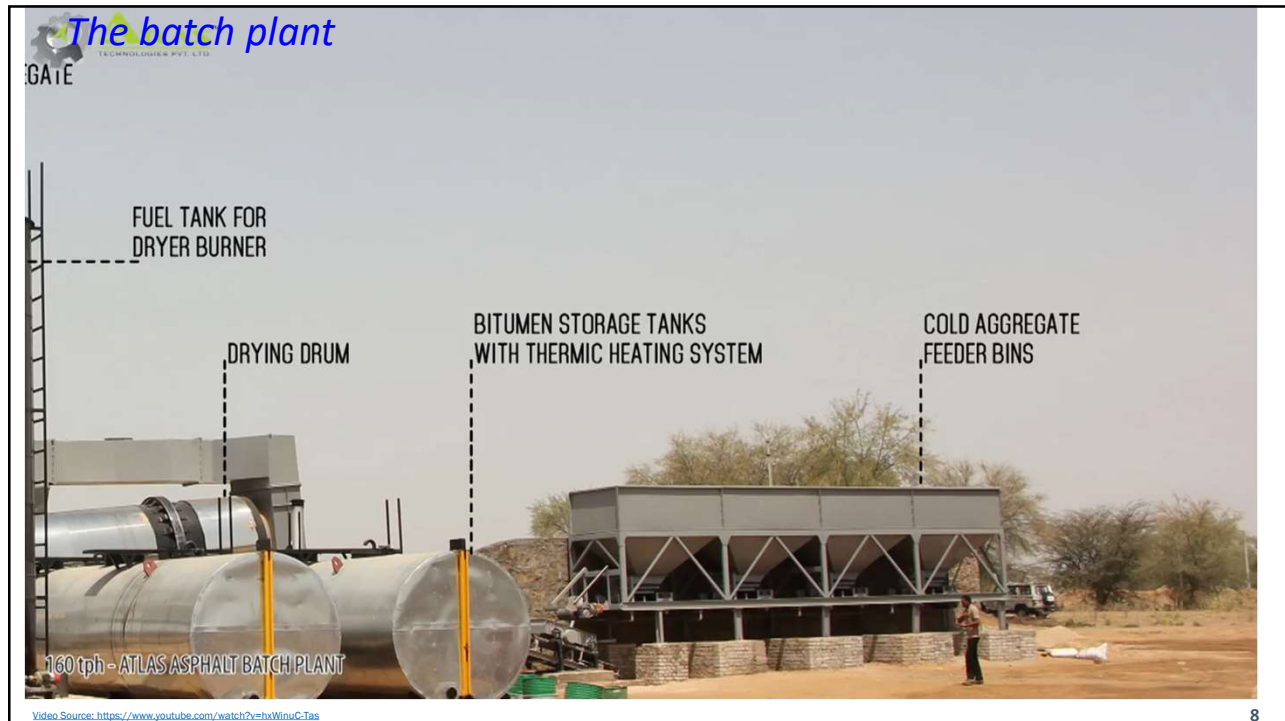 The batch plant
TECHNOLOGIES PVT. LTD
EGATE
FUEL TANK FOR
DRYER BURNER
DRYING DRUM
BITUMEN STORAGE TANKS
WITH THERMIC HEATING SYSTEM
COLD AGGREGATE
FEEDER BINS
160 tph - ATLAS ASPHALT BATCH PLANT
Video Source: https://www.youtube.com/watch?v=hxWinuC-Tas
8